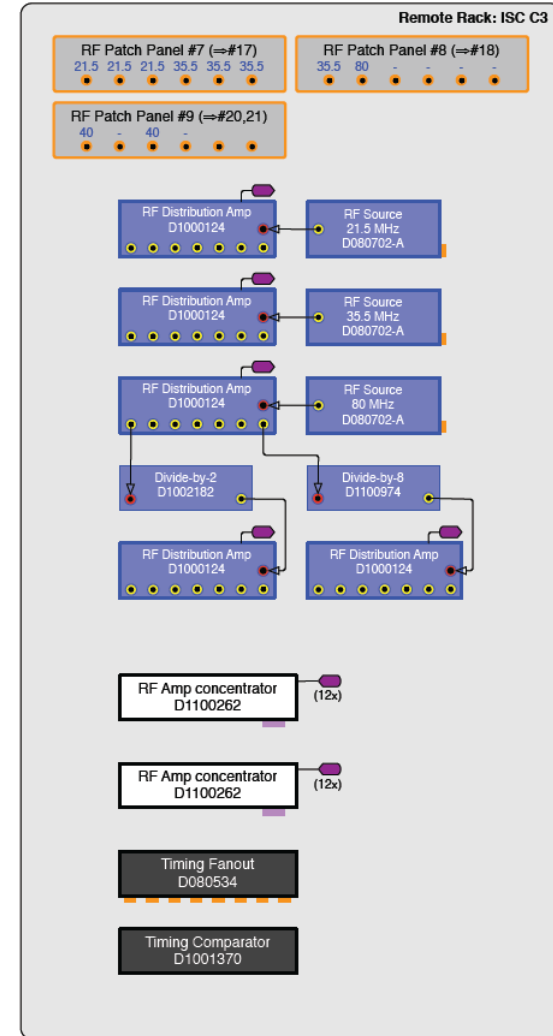 Remote Rack: ISC C3
RF Patch Panel #7 (⇒#17)
21.5 21.5 21.5 35.5 35.5 35.5
RF Patch Panel #8 (⇒#18)
35.5 80 - - - -
RF Patch Panel #9 (⇒#20,21)
40 - 40 -
RF Distribution Amp
D1000124
RF Source
21.5 MHz
D080702-A
RF Distribution Amp
D1000124
RF Source
35.5 MHz
D080702-A
RF Distribution Amp
D1000124
RF Source
80 MHz
D080702-A
Divide-by-2
D1002182
Divide-by-8
D1100974
RF Distribution Amp
D1000124
RF Distribution Amp
D1000124
RF Amp concentrator
D1100262
(12x)
RF Amp concentrator
D1100262
(12x)
Timing Fanout
D080534
Timing Comparator
D1001370